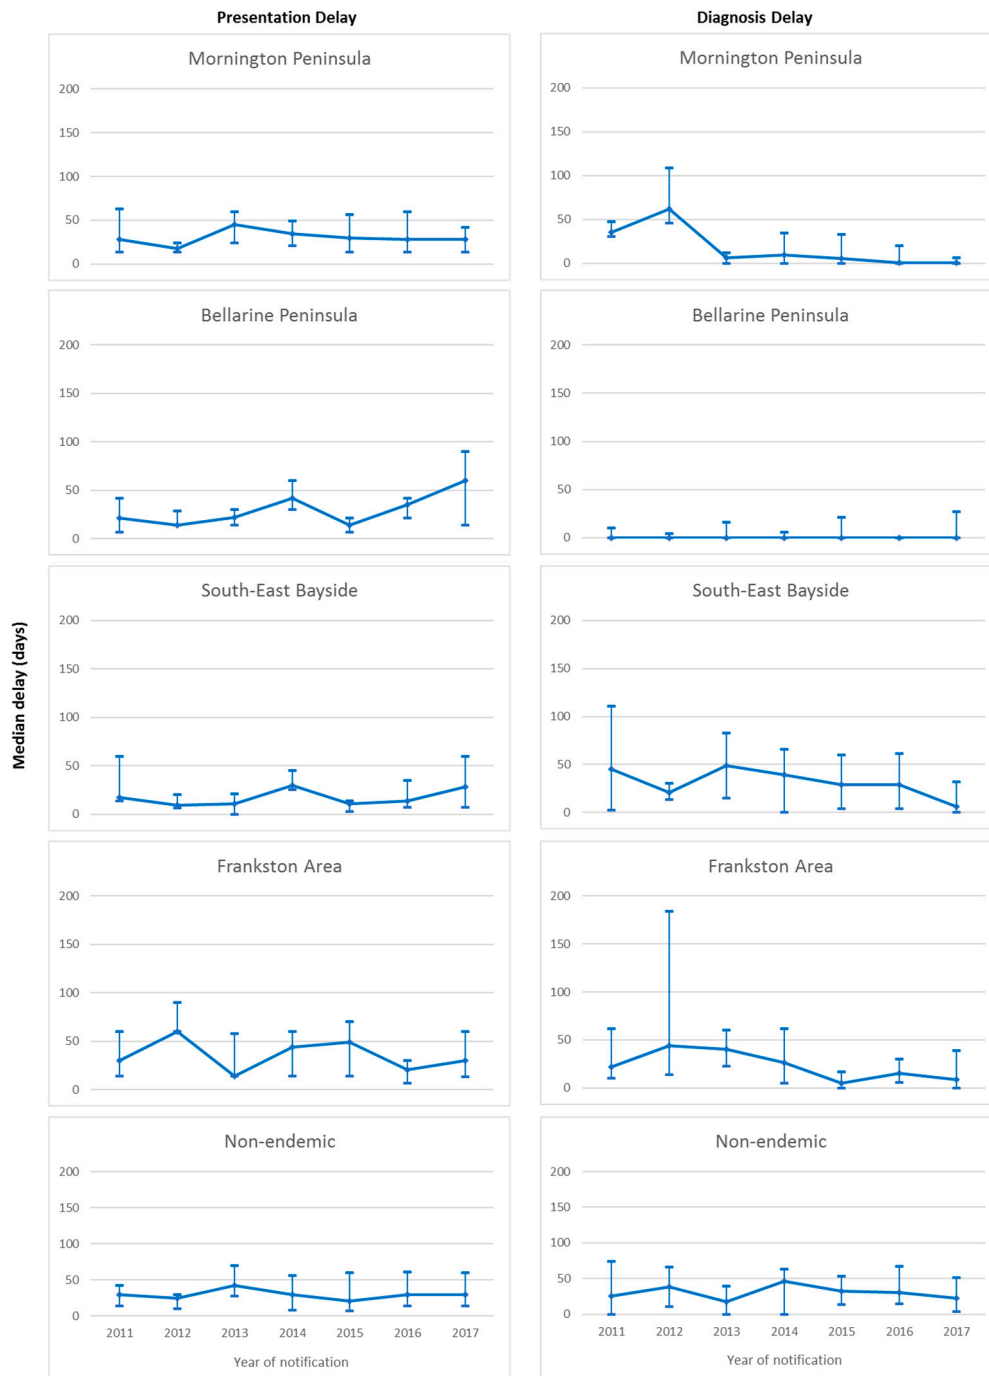 Presentation Delay
Diagnosis Delay
Median delay (days)
Mornington Peninsula
200
150
100
50
0
Mornington Peninsula
200
150
100
50
0
Bellarine Peninsula
200
150
100
50
0
Bellarine Peninsula
200
150
100
50
0
South-East Bayside
200
150
100
50
0
South-East Bayside
200
150
100
50
0
Frankston Area
200
150
100
50
0
Frankston Area
200
150
100
50
0
Non-endemic
200
150
100
50
0
2011 2012 2013 2014 2015 2016 2017
Year of notification
Non-endemic
200
150
100
50
0
2011 2012 2013 2014 2015 2016 2017
Year of notification